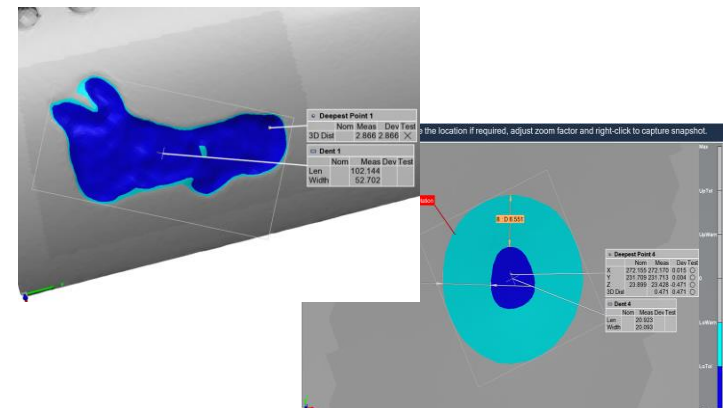 Deepest Point 1
Nom Meas Dev Test
3D Dist 2.866 2.866
Dent 1
Nom Meas Dev Test
Len 102.144
Width 52.702
e the location if required, adjust zoom factor and right-click to capture snapshot.
Max
UpTol
UpWarn
0
LoWarn
LoTol
Deepest Point 4
Nom Meas Dev Test
X 272.155 272.170 0.015
Y 231.709 231.713 0.004
Z 23.899 23.428 -0.471
3D Dist 0.471 0.471
Dent 4
Nom Meas Dev Test
Len 20.923
Width 20.093